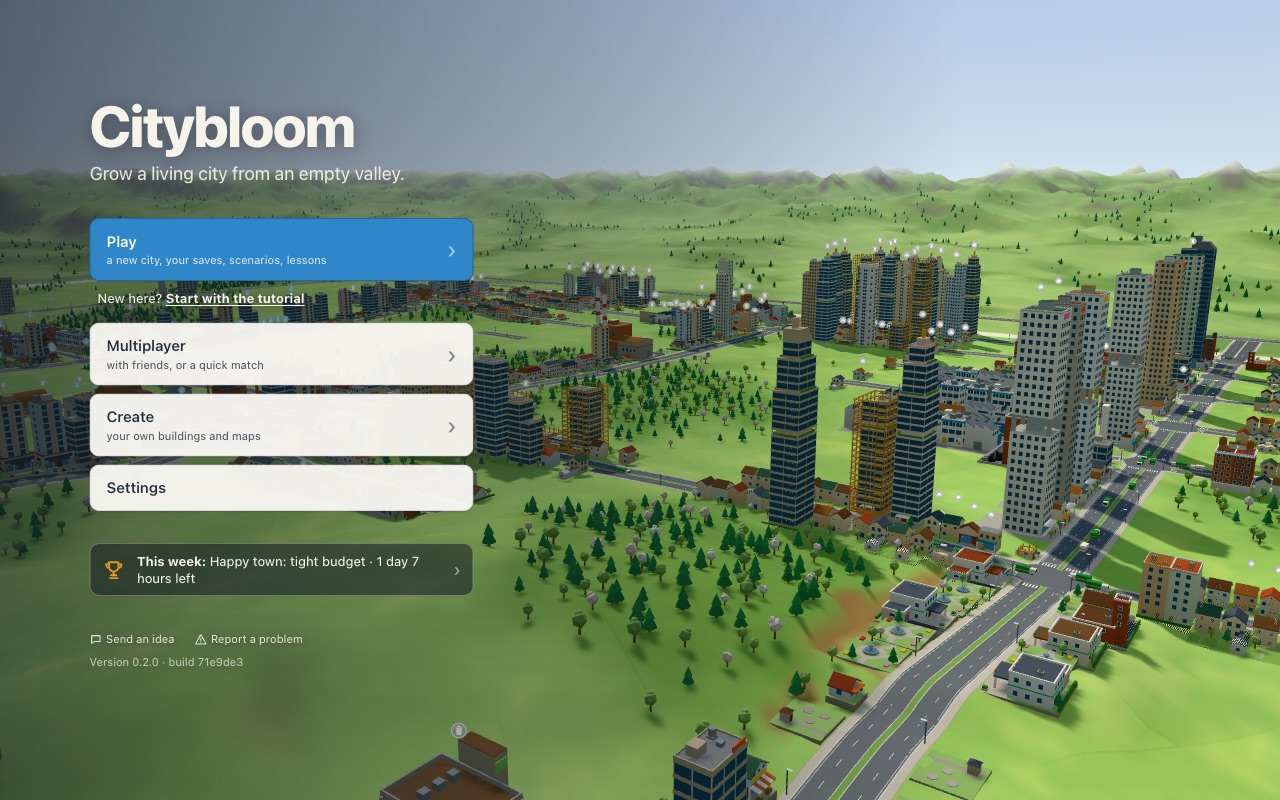 Citybloom
Grow a living city from an empty valley.
Play
a new city, your saves, scenarios, lessons
New here? Start with the tutorial
Multiplayer
with friends, or a quick match
Create
your own buildings and maps
Settings
This week: Happy town: tight budget · 1 day 7
hours left
Send an idea
Report a problem
Version 0.2.0 · build 71e9de3